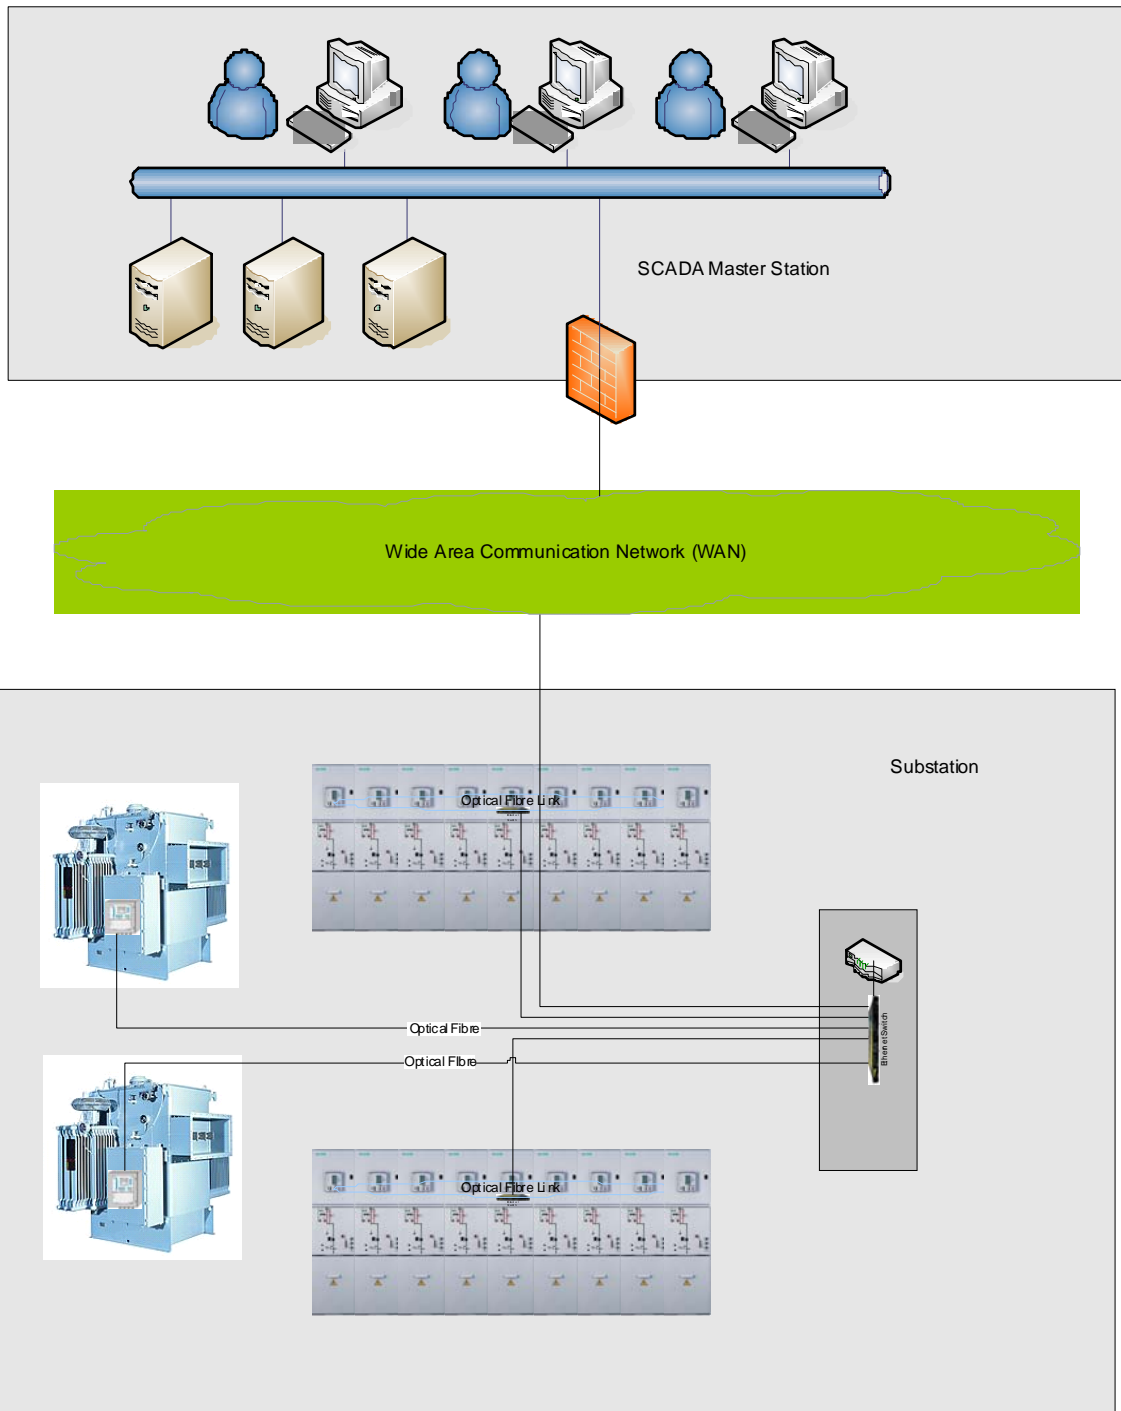 SCADA Master Station
Wide Area Communication Network (WAN)
Substation
Optical Fibre Link
Ethernet Switch
Optical Fibre
Optical FIbre
Optical Fibre Link